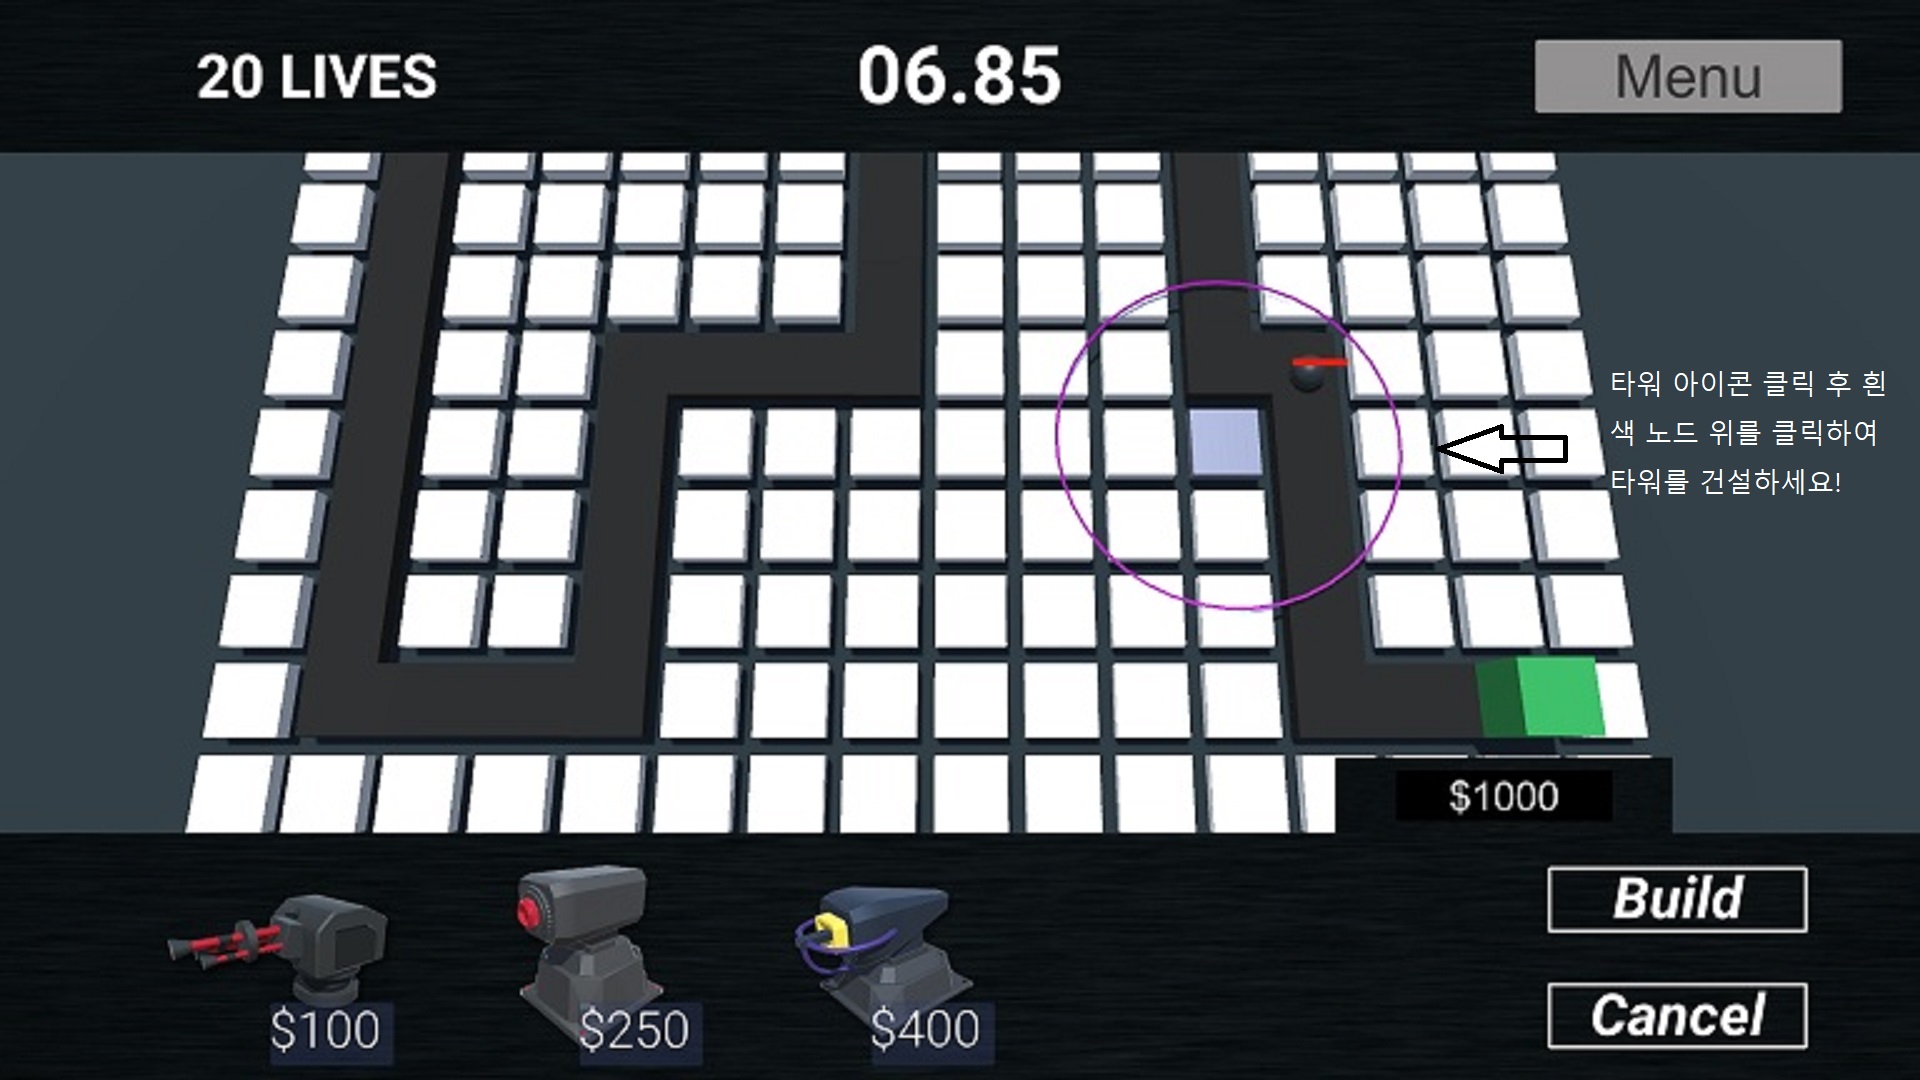 20 LIVES
06.85
Menu
타워 아이콘 클릭 후 흰
색 노드 위를 클릭하여
타워를 건설하세요!
$1000
Build
$100
$250
$400
Cancel